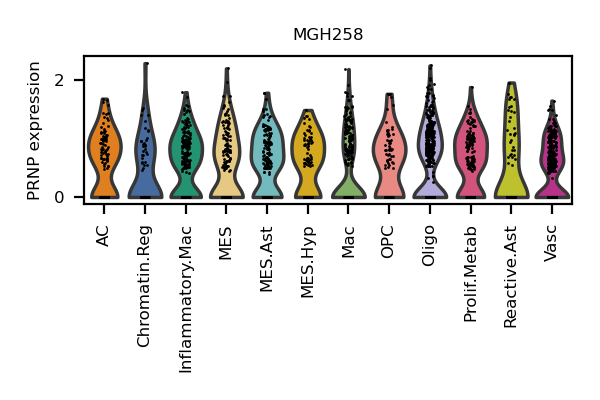 MGH258
PRNP expression
2
0
AC
Chromatin.Reg
Inflammatory.Mac
MES
MES.Ast
MES.Hyp
Mac
OPC
Oligo
Prolif.Metab
Reactive.Ast
Vasc